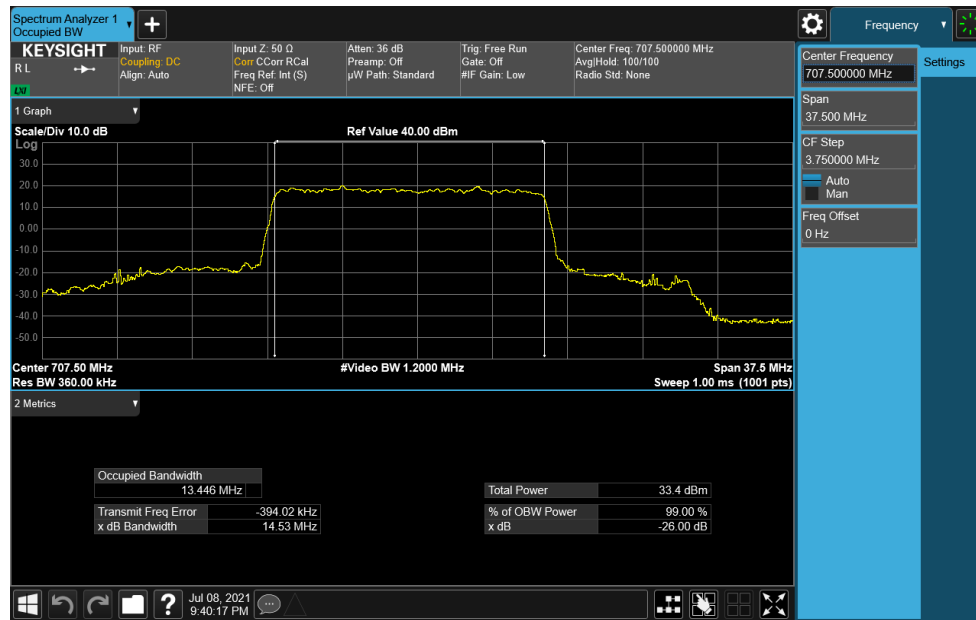 Spectrum Analyzer 1
Occupied BW
Frequency
KEYSIGHT
R L
LXI
Input: RF
Coupling: DC
Align: Auto
Input Z: 50 Ω
Corr CCorr RCal
Freq Ref: Int (S)
NFE: Off
Atten: 36 dB
Preamp: Off
µW Path: Standard
Trig: Free Run
Gate: Off
#IF Gain: Low
Center Freq: 707.500000 MHz
Avg|Hold: 100/100
Radio Std: None
Center Frequency
707.500000 MHz
Settings
Span
37.500 MHz
CF Step
3.750000 MHz
Auto
Man
Freq Offset
0 Hz
1 Graph
Scale/Div 10.0 dB
Ref Value 40.00 dBm
Log
30.0
20.0
10.0
0.00
-10.0
-20.0
-30.0
-40.0
-50.0
Center 707.50 MHz
#Video BW 1.2000 MHz
Span 37.5 MHz
Res BW 360.00 kHz
Sweep 1.00 ms (1001 pts)
2 Metrics
Occupied Bandwidth
13.446 MHz
Total Power 33.4 dBm
Transmit Freq Error -394.02 kHz
% of OBW Power 99.00 %
x dB Bandwidth 14.53 MHz
x dB -26.00 dB
Jul 08, 2021
9:40:17 PM